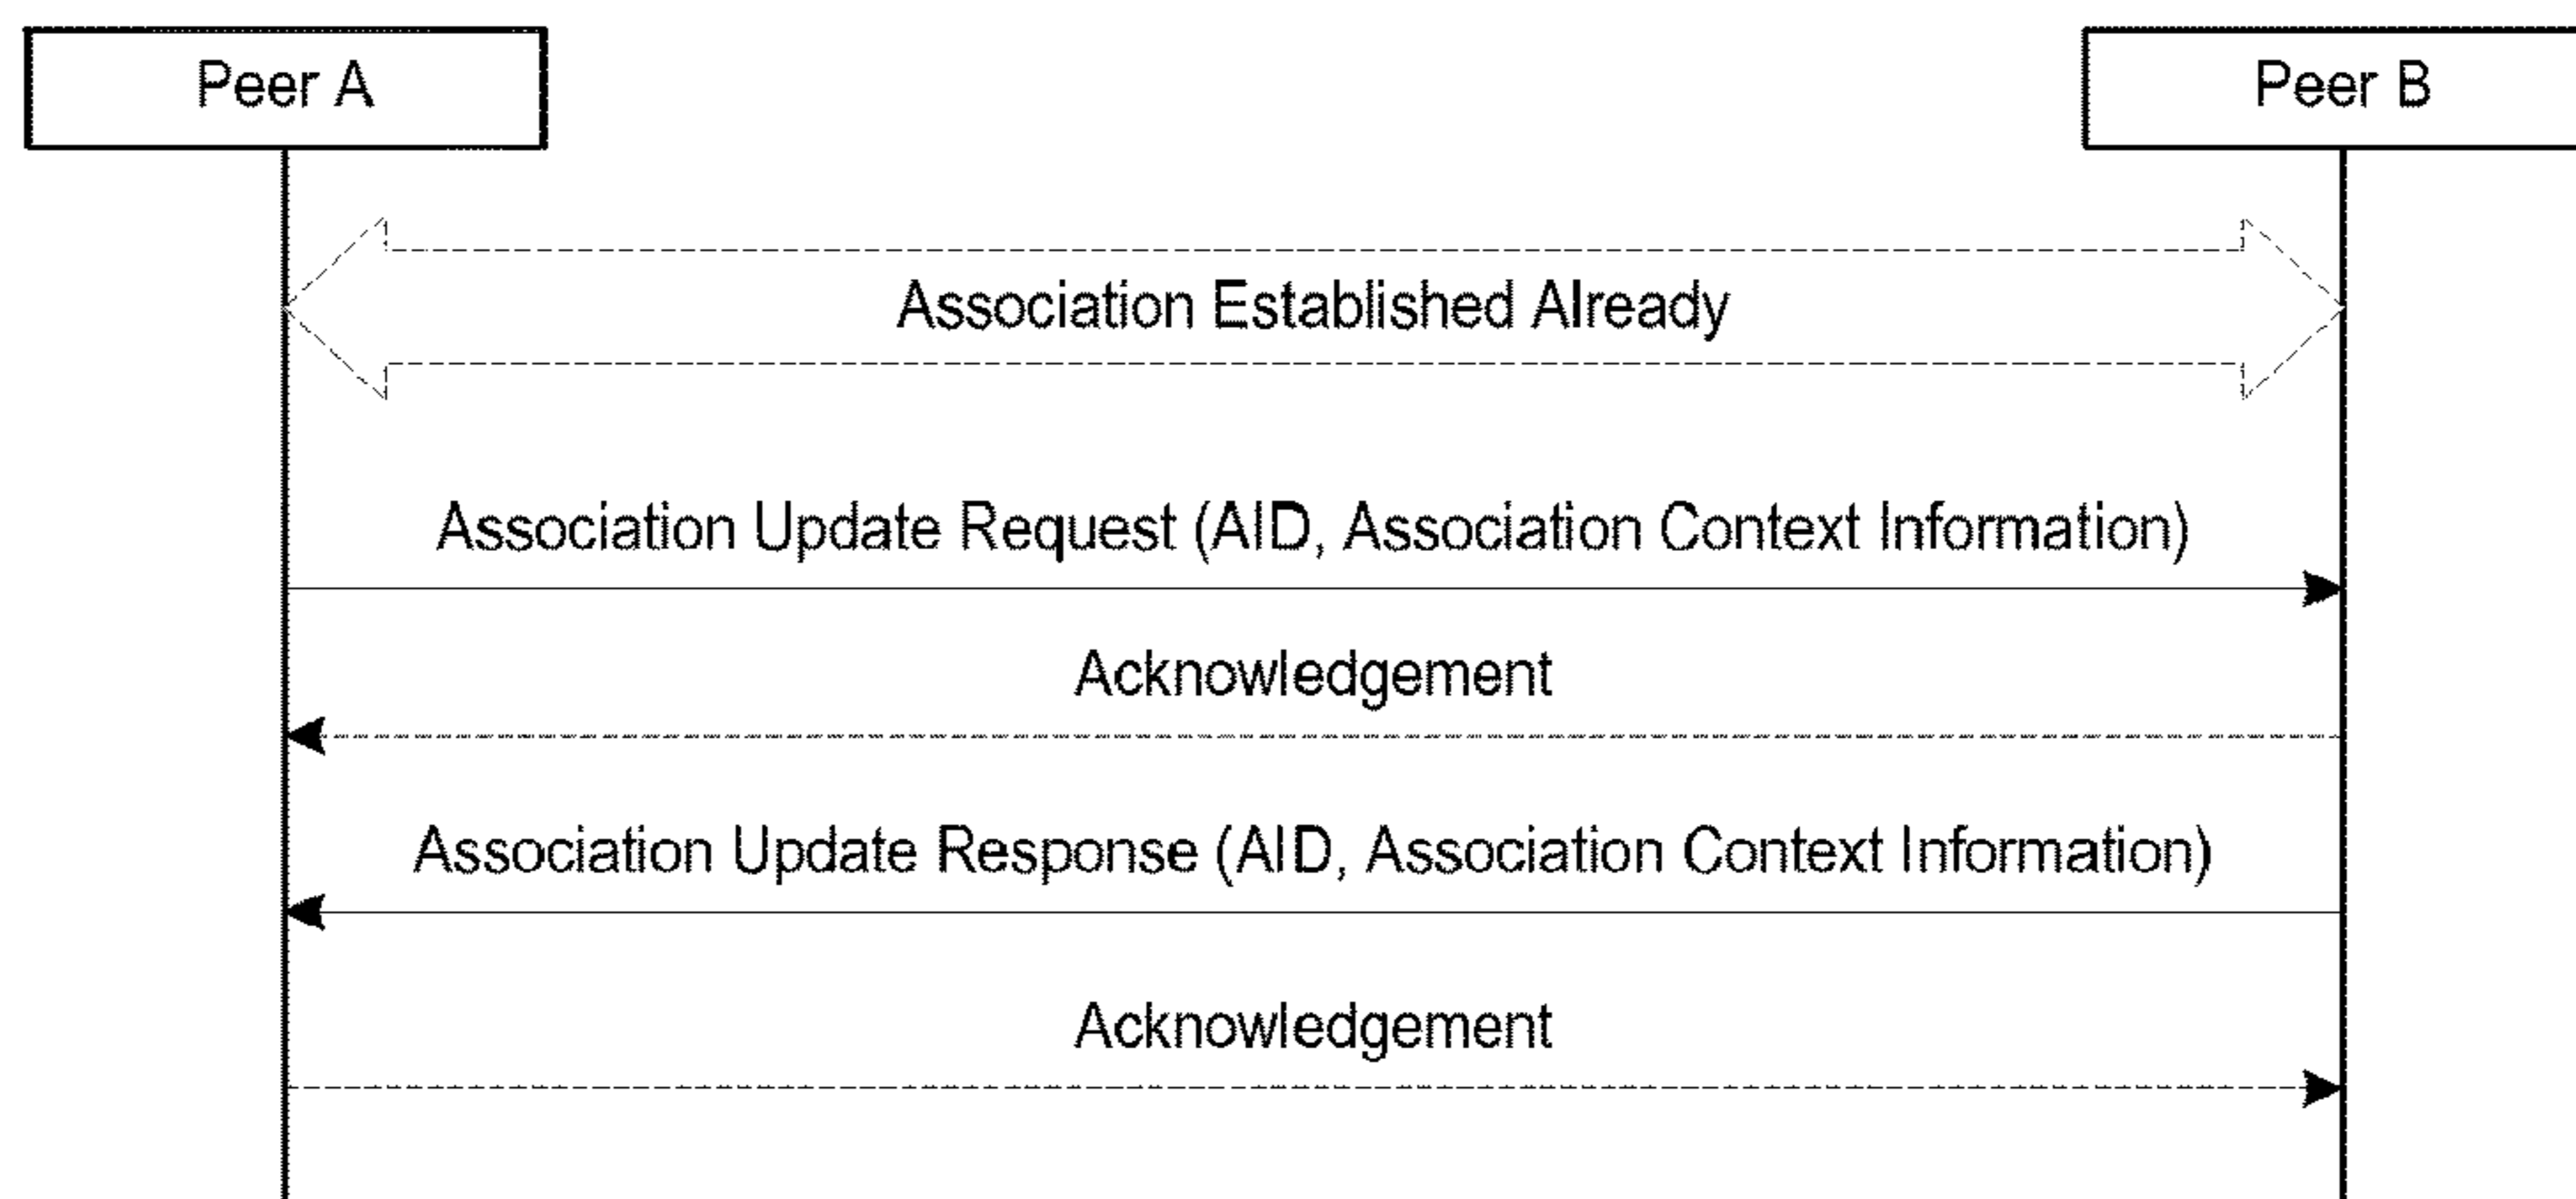 Peer A
Peer B
Association Established Already
Association Update Request (AID, Association Context Information)
Acknowledgement
Association Update Response (AID, Association Context Information)
Acknowledgement